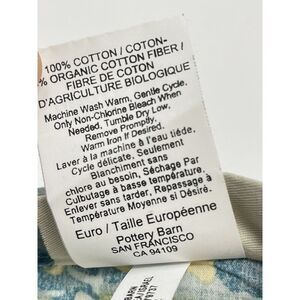 100% COTTON / COTON-
% ORGANIC COTTON FIBER /
FIBRE DE COTON
D'AGRICULTURE BIOLOGIQUE
Machine Wash Warm, Gentle Cycle.
Only Non-Chlorine Bleach When
Needed, Tumble Dry Low,
Remove Promptly,
Warm Iron If Desired.
Laver à la machine à l'eau tiède.
Cycle délicate. Seulement
Blanchiment sans
chlore au besoin, Séchage Par
Culbutage à basse température.
Enlever sans tarder. Repassage à
Température Moyenne si Désiré.
Euro / Taille Européenne
Pottery Barn
SAN FRANCISCO
CA 94109
BARN